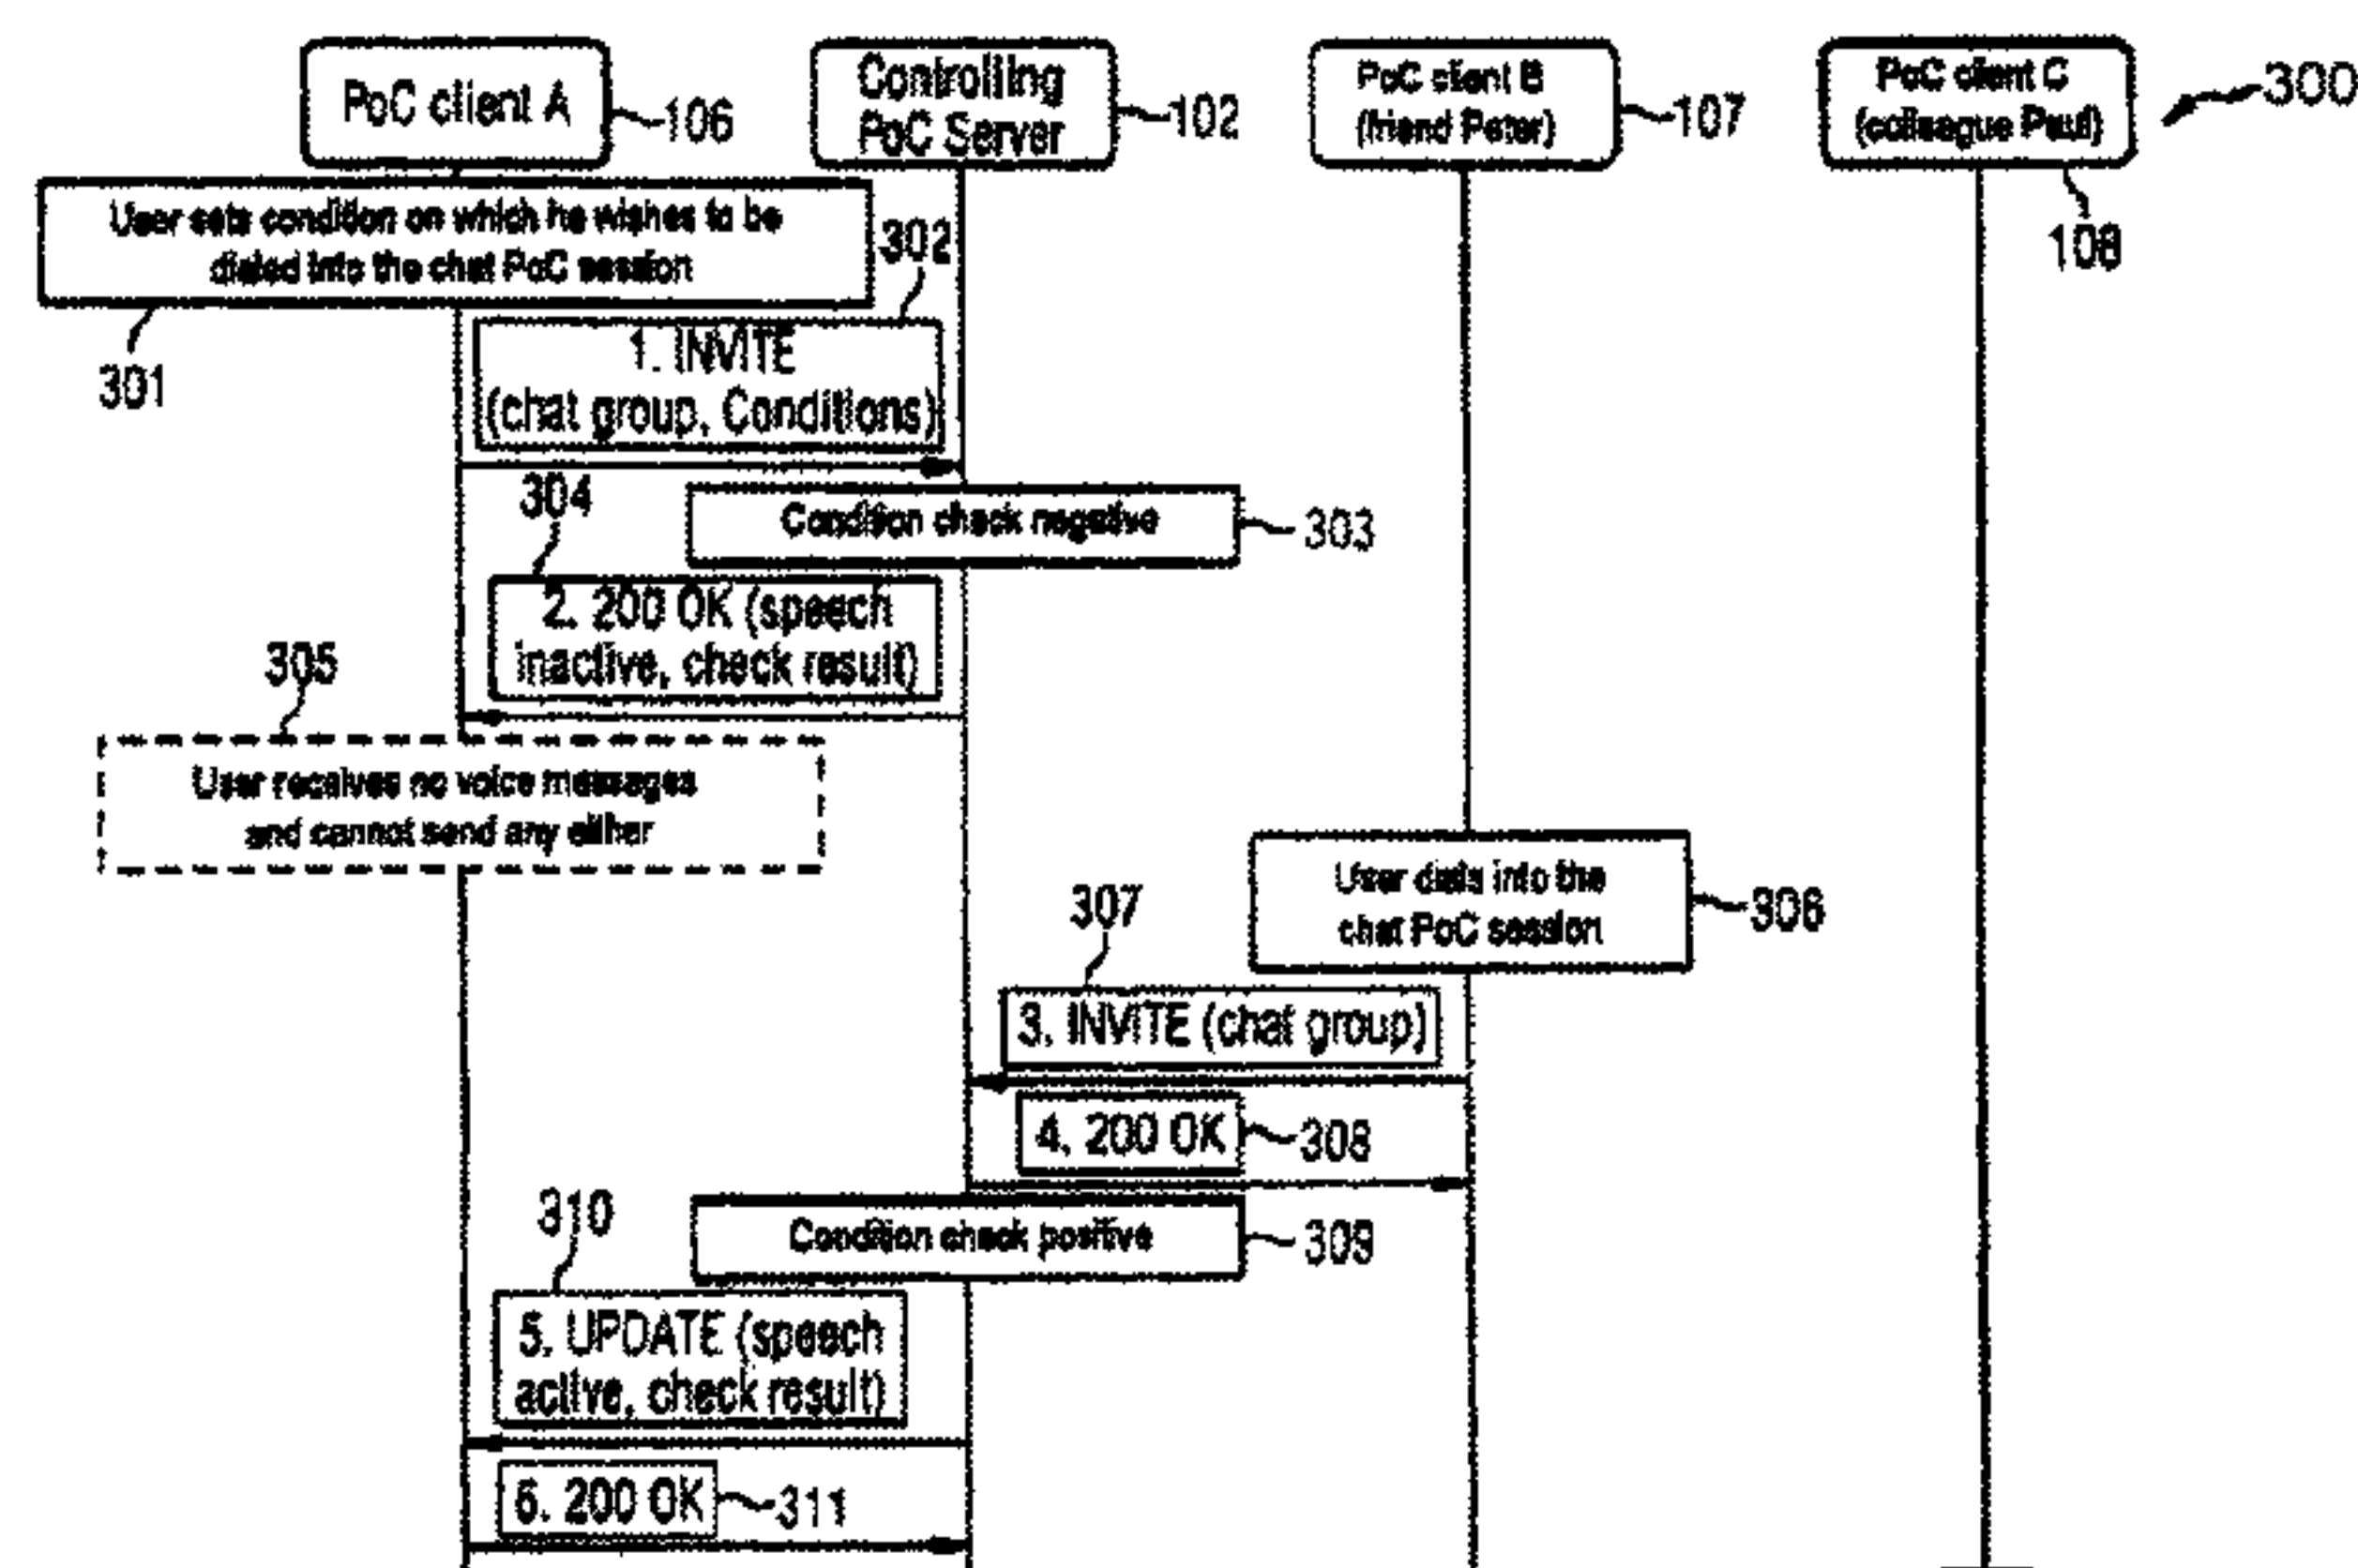 PoC client A
106
Controlling
PoC Server
102
PoC client B
(friend Peter)
107
PoC client C
(colleague Paul)
108
300
User sets condition on which he wishes to be
dialed into the chat PoC session
301
302
1. INVITE
(chat group, Conditions)
Condition check negative
303
304
2. 200 OK (speech
inactive, check result)
305
User receives no voice messages
and cannot send any either
User dials into the
chat PoC session
306
307
3. INVITE (chat group)
4. 200 OK
308
Condition check positive
309
310
5. UPDATE (speech
active, check result)
6. 200 OK
311